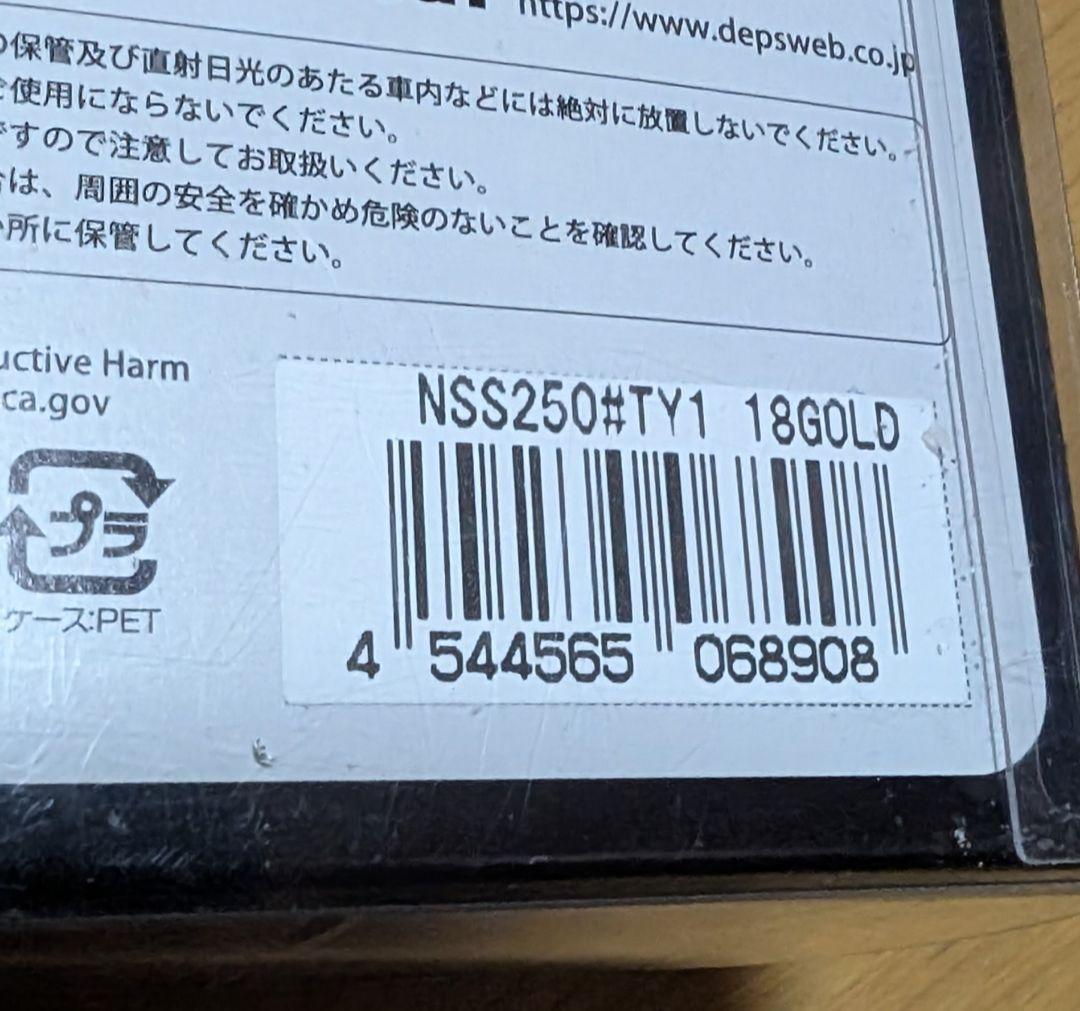 https://www.depsweb.co.jp
の保管及び直射日光のあたる車内などには絶対に放置しないでください。
使用にならないでください。
ですので注意してお取扱いください。
は、周囲の安全を確かめ危険のないことを確認してください。
所に保管してください。
uctive Harm
ca.gov
NSS250#TY1 18GOLD
プラ
ケース:PET
4 544565 068908